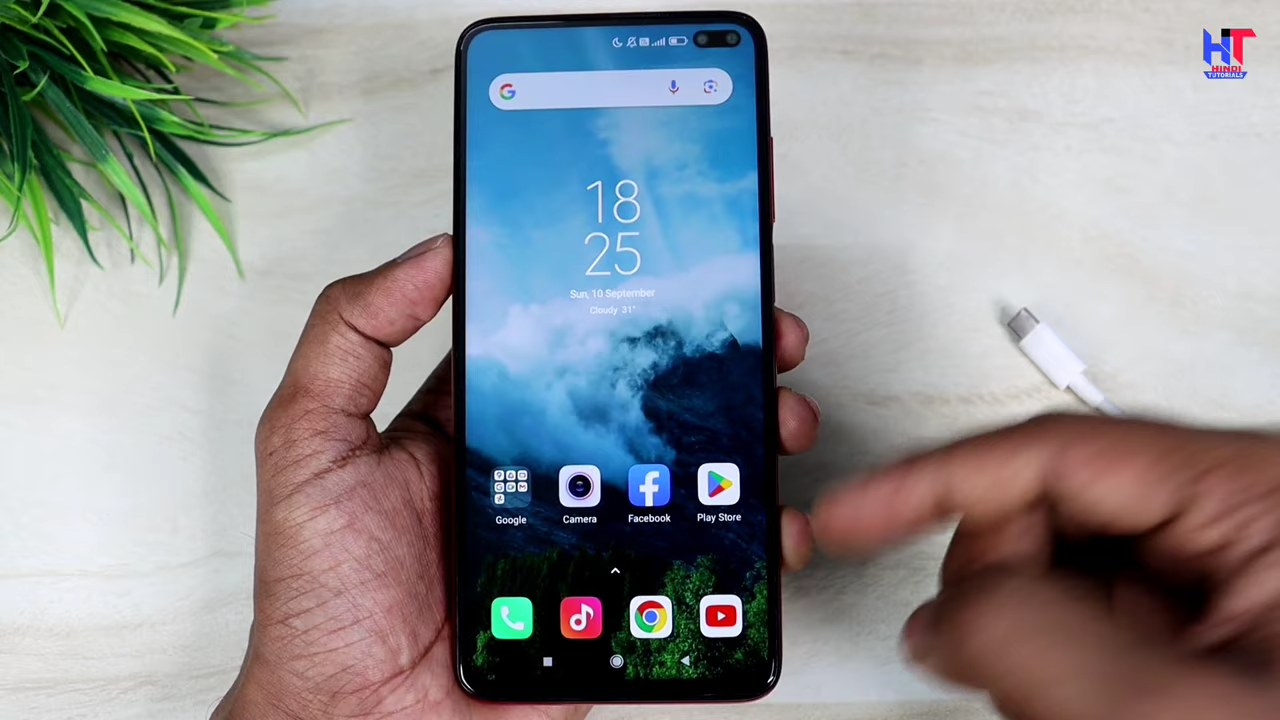 HT
HINDI
TUTORIALS
18
25
Sun, 10 September
Cloudy 31°
Google
Camera
Facebook
Play Store